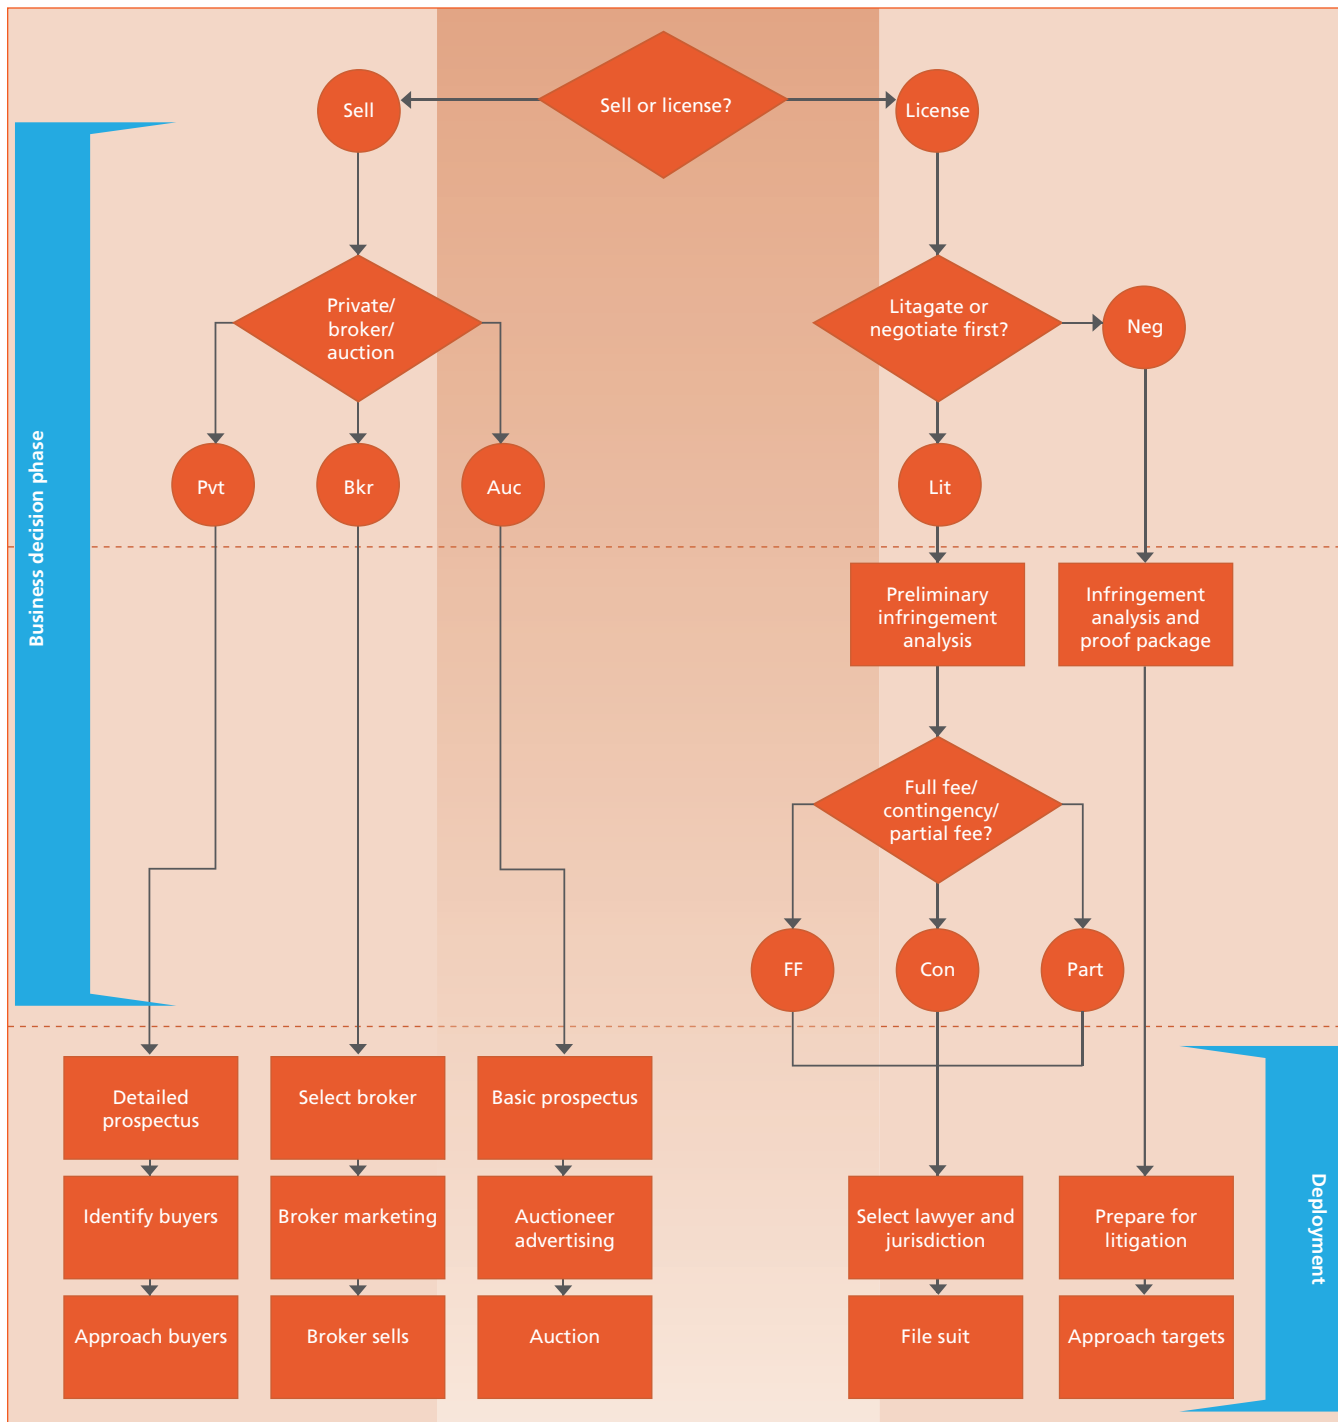 Sell
Sell or license?
License
Private/
broker/
auction
Litagate or
negotiate first?
Neg
Pvt
Bkr
Auc
Lit
Business decision phase
Preliminary
infringement
analysis
Infringement
analysis and
proof package
Full fee/
contingency/
partial fee?
FF
Con
Part
Detailed
prospectus
Select broker
Basic prospectus
Identify buyers
Broker marketing
Auctioneer
advertising
Select lawyer and
jurisdiction
Prepare for
litigation
Deployment
Approach buyers
Broker sells
Auction
File suit
Approach targets